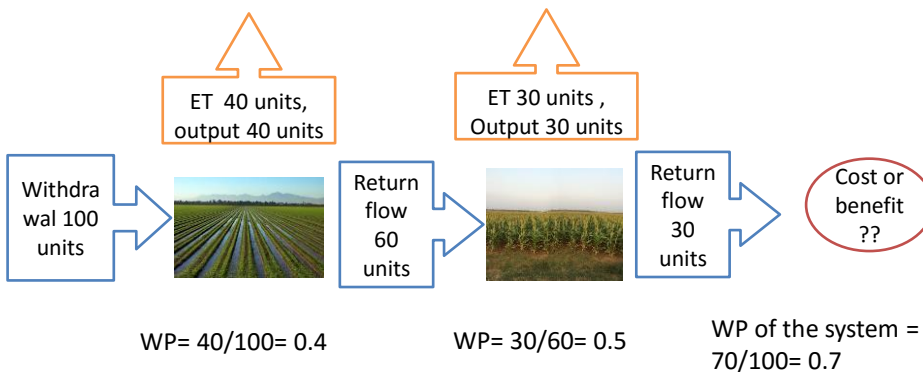 ET 40 units,
output 40 units
ET 30 units ,
Output 30 units
Withdra
wal 100
units
Return
flow
60
units
Return
flow
30
units
Cost or
benefit
??
WP= 40/100= 0.4
WP= 30/60= 0.5
WP of the system =
70/100= 0.7